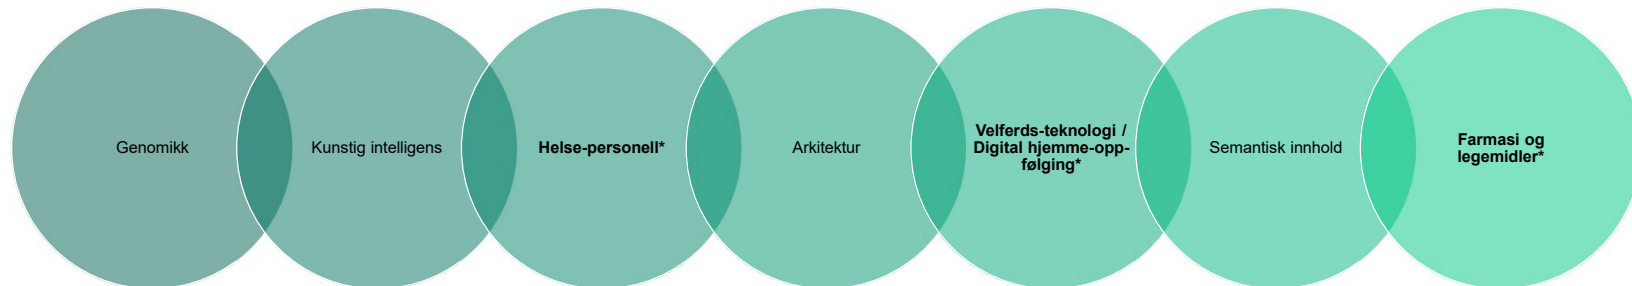 Genomikk
Kunstig intelligens
Helse-personell*
Arkitektur
Velferds-teknologi /
Digital hjemme-opp-
følging*
Semantisk innhold
Farmasi og
legemidler*